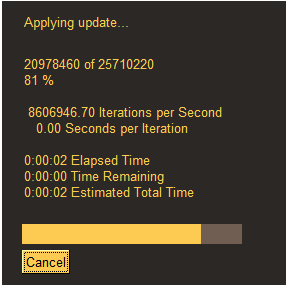 Applying update...
20978460 of 25710220
81 %
8606946.70 Iterations per Second
0.00 Seconds per Iteration
0:00:02 Elapsed Time
0:00:00 Time Remaining
0:00:02 Estimated Total Time
Cancel